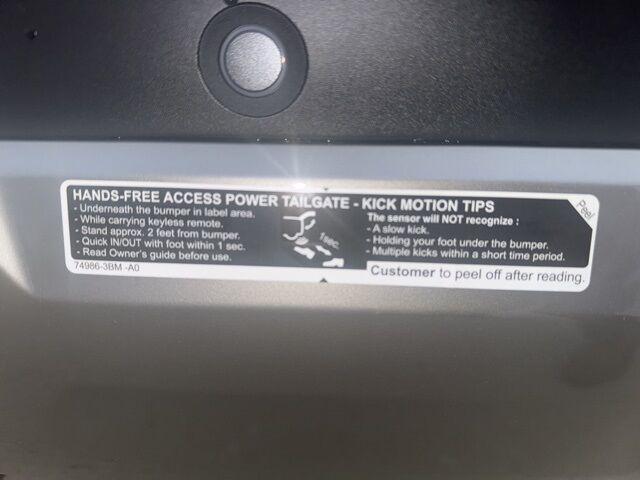 HANDS-FREE ACCESS POWER TAILGATE - KICK MOTION TIPS
- Underneath the bumper in label area.
- While carrying keyless remote.
- Stand approx. 2 feet from bumper.
- Quick IN/OUT with foot within 1 sec.
- Read Owner's guide before use.
74986-3BM -A0
1sec.
The sensor will NOT recognize :
- A slow kick.
- Holding your foot under the bumper.
- Multiple kicks within a short time period.
Customer to peel off after reading.
Peel